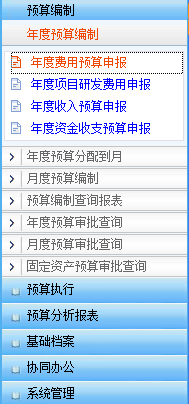 预算编制
年度预算编制
年度费用预算申报
年度项目研发费用申报
年度收入预算申报
年度资金收支预算申报
年度预算分配到月
月度预算编制
预算编制查询报表
年度预算审批查询
月度预算审批查询
固定资产预算审批查询
预算执行
预算分析报表
基础档案
协同办公
系统管理